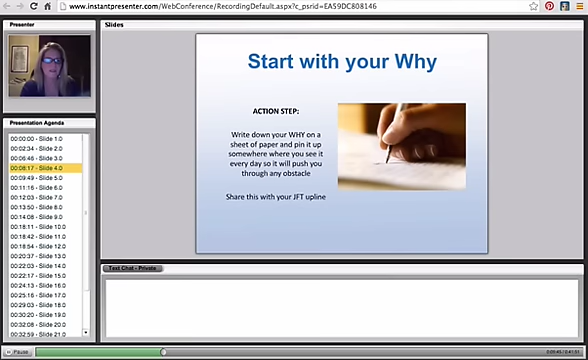 www.instantpresenter.com/WebConference/RecordingDefault.aspx?c_psrid=EA59DC808146
Presenter
Slides
Start with your Why
ACTION STEP:
Write down your WHY on a
sheet of paper and pin it up
somewhere where you see it
every day so it will push you
through any obstacle
Share this with your JFT upline
Presentation Agenda
00:00:00 - Slide 1.0
00:02:34 - Slide 2.0
00:06:46 - Slide 3.0
00:08:17 - Slide 4.0
00:09:49 - Slide 5.0
00:11:16 - Slide 6.0
00:12:03 - Slide 7.0
00:13:50 - Slide 8.0
00:14:08 - Slide 9.0
00:18:11 - Slide 10.0
00:18:42 - Slide 11.0
00:18:54 - Slide 12.0
00:20:37 - Slide 13.0
00:22:03 - Slide 14.0
00:22:17 - Slide 15.0
00:24:13 - Slide 16.0
00:25:16 - Slide 17.0
00:29:03 - Slide 18.0
00:30:20 - Slide 19.0
00:32:08 - Slide 20.0
00:32:59 - Slide 21.0
Text Chat - Private
Pause